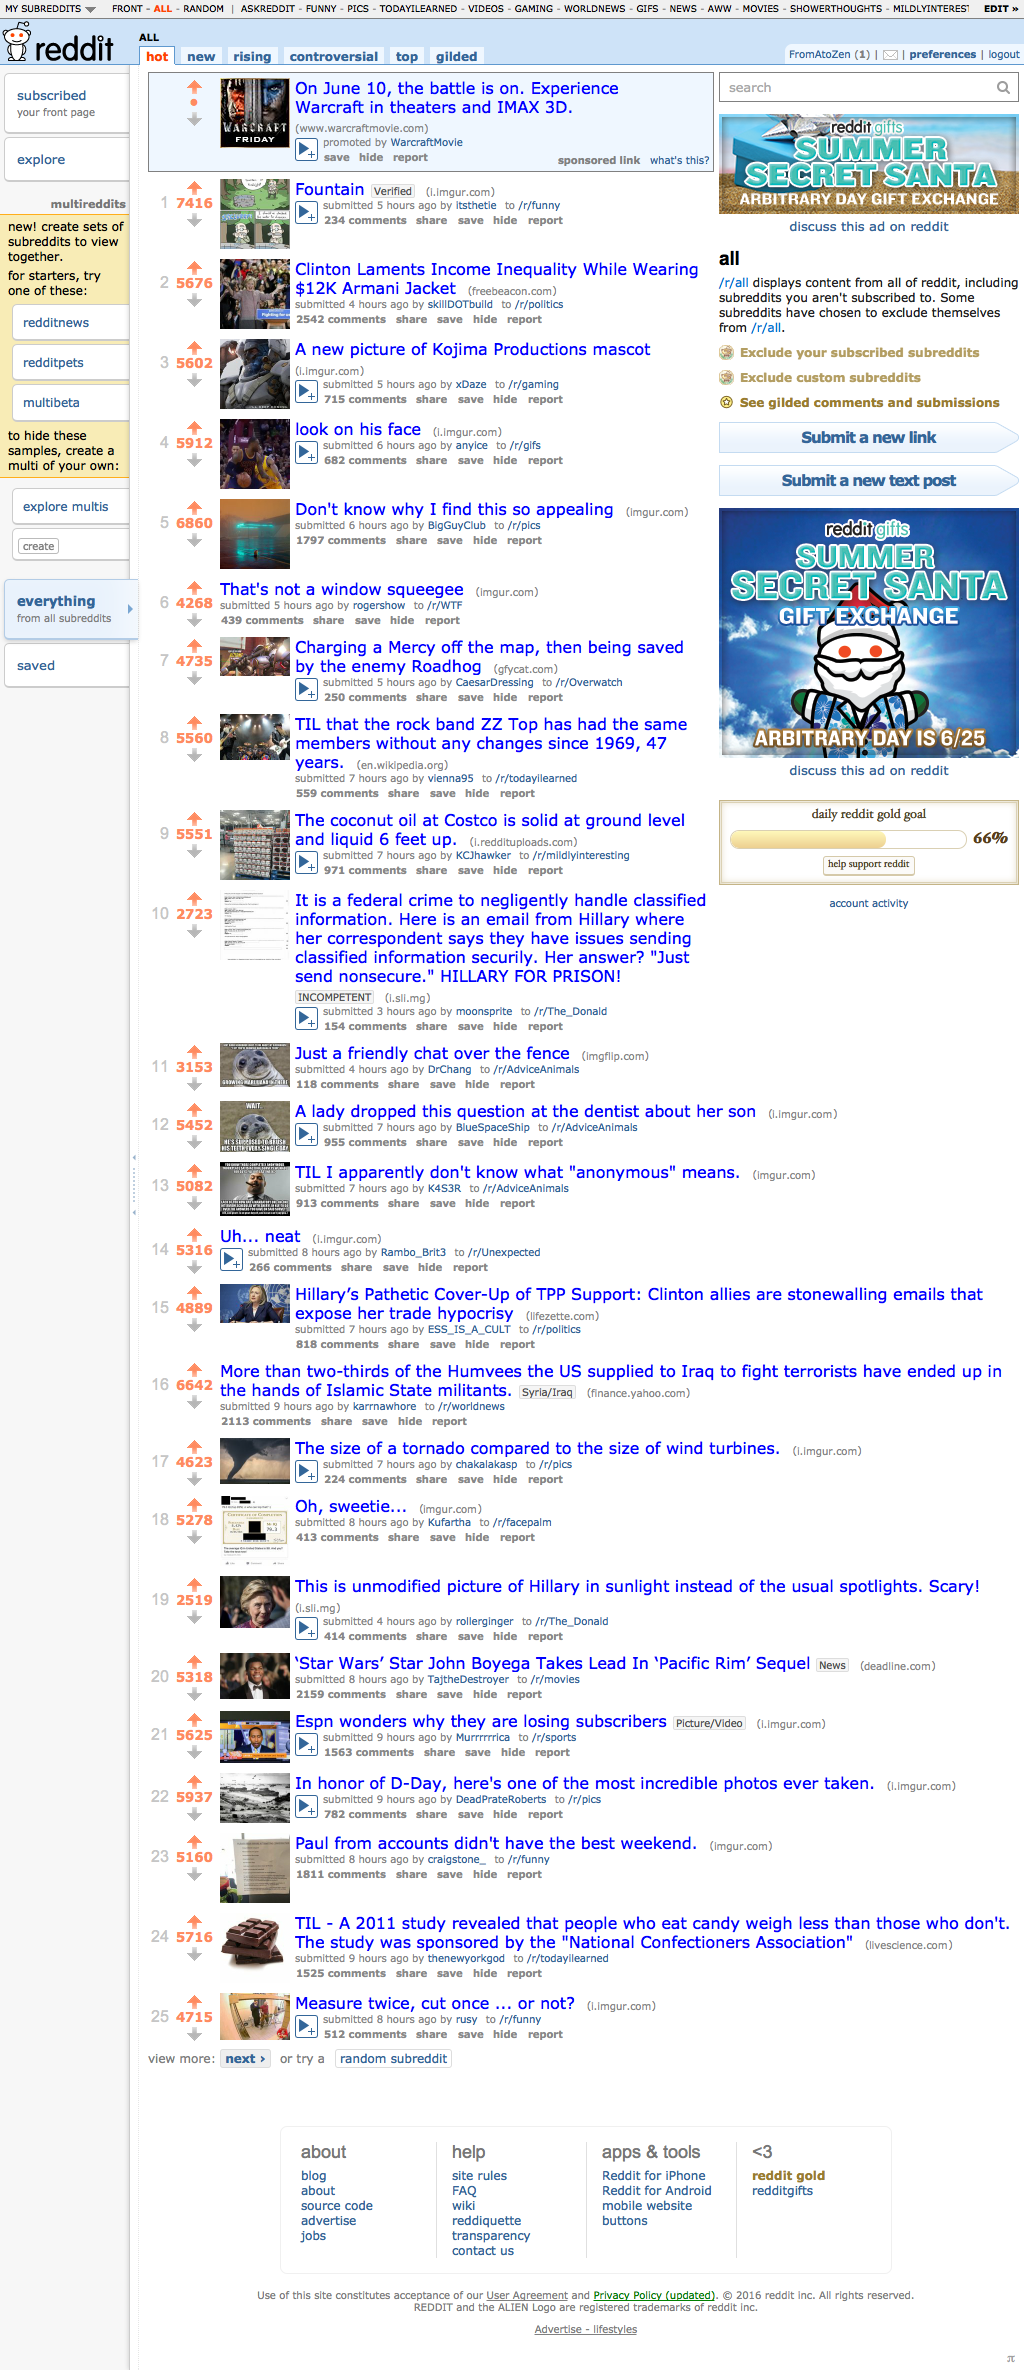 MY SUBREDDITS FRONT - ALL - RANDOM | ASKREDDIT - FUNNY - PICS - TODAYILEARNED - VIDEOS - GAMING - WORLDNEWS - GIFS - NEWS - AWW - MOVIES - SHOWERTHOUGHTS - MILDLYINTEREST EDIT »
reddit ALL
hot new rising controversial top gilded
FromAtoZen (1) | | preferences | logout
subscribed
your front page
explore
multireddits
new! create sets of
subreddits to view
together.
for starters, try
one of these:
redditnews
redditpets
multibeta
to hide these
samples, create a
multi of your own:
explore multis
create
everything
from all subreddits
saved
WARCRAFT
FRIDAY
On June 10, the battle is on. Experience
Warcraft in theaters and IMAX 3D.
(www.warcraftmovie.com)
promoted by WarcraftMovie
save hide report
sponsored link what's this?
1 7416
Fountain Verified (i.imgur.com)
submitted 5 hours ago by itsthetie to /r/funny
234 comments share save hide report
2 5676
Clinton Laments Income Inequality While Wearing
$12K Armani Jacket (freebeacon.com)
submitted 4 hours ago by skillDOTbuild to /r/politics
2542 comments share save hide report
3 5602
A new picture of Kojima Productions mascot
(i.imgur.com)
submitted 5 hours ago by xDaze to /r/gaming
715 comments share save hide report
4 5912
look on his face (i.imgur.com)
submitted 6 hours ago by anyice to /r/gifs
682 comments share save hide report
5 6860
Don't know why I find this so appealing (imgur.com)
submitted 6 hours ago by BigGuyClub to /r/pics
1797 comments share save hide report
6 4268
That's not a window squeegee (imgur.com)
submitted 5 hours ago by rogershow to /r/WTF
439 comments share save hide report
7 4735
Charging a Mercy off the map, then being saved
by the enemy Roadhog (gfycat.com)
submitted 5 hours ago by CaesarDressing to /r/Overwatch
250 comments share save hide report
8 5560
TIL that the rock band ZZ Top has had the same
members without any changes since 1969, 47
years. (en.wikipedia.org)
submitted 7 hours ago by vienna95 to /r/todayilearned
559 comments share save hide report
9 5551
The coconut oil at Costco is solid at ground level
and liquid 6 feet up. (i.reddituploads.com)
submitted 7 hours ago by KCJhawker to /r/mildlyinteresting
971 comments share save hide report
10 2723
It is a federal crime to negligently handle classified
information. Here is an email from Hillary where
her correspondent says they have issues sending
classified information securily. Her answer? "Just
send nonsecure." HILLARY FOR PRISON!
INCOMPETENT (i.sli.mg)
submitted 3 hours ago by moonsprite to /r/The_Donald
154 comments share save hide report
11 3153
Just a friendly chat over the fence (imgflip.com)
submitted 4 hours ago by DrChang to /r/AdviceAnimals
118 comments share save hide report
12 5452
WAIT
HE'S SUPPOSED TO BRUSH
HIS TEETH EVERY SINGLE DAY
A lady dropped this question at the dentist about her son (i.imgur.com)
submitted 7 hours ago by BlueSpaceShip to /r/AdviceAnimals
955 comments share save hide report
13 5082
TIL I apparently don't know what "anonymous" means. (imgur.com)
submitted 7 hours ago by K4S3R to /r/AdviceAnimals
913 comments share save hide report
14 5316
Uh... neat (i.imgur.com)
submitted 8 hours ago by Rambo_Brit3 to /r/Unexpected
266 comments share save hide report
15 4889
Hillary’s Pathetic Cover-Up of TPP Support: Clinton allies are stonewalling emails that
expose her trade hypocrisy (lifezette.com)
submitted 7 hours ago by ESS_IS_A_CULT to /r/politics
818 comments share save hide report
16 6642
More than two-thirds of the Humvees the US supplied to Iraq to fight terrorists have ended up in
the hands of Islamic State militants. Syria/Iraq (finance.yahoo.com)
submitted 9 hours ago by karrnawhore to /r/worldnews
2113 comments share save hide report
17 4623
The size of a tornado compared to the size of wind turbines. (i.imgur.com)
submitted 7 hours ago by chakalakasp to /r/pics
224 comments share save hide report
18 5278
Oh, sweetie... (imgur.com)
submitted 8 hours ago by Kufartha to /r/facepalm
413 comments share save hide report
19 2519
This is unmodified picture of Hillary in sunlight instead of the usual spotlights. Scary!
(i.sli.mg)
submitted 4 hours ago by rollerginger to /r/The_Donald
414 comments share save hide report
20 5318
‘Star Wars’ Star John Boyega Takes Lead In ‘Pacific Rim’ Sequel News (deadline.com)
submitted 8 hours ago by TajtheDestroyer to /r/movies
2159 comments share save hide report
21 5625
Espn wonders why they are losing subscribers Picture/Video (i.imgur.com)
submitted 9 hours ago by Murrrrrrica to /r/sports
1563 comments share save hide report
22 5937
In honor of D-Day, here's one of the most incredible photos ever taken. (i.imgur.com)
submitted 9 hours ago by DeadPrateRoberts to /r/pics
782 comments share save hide report
23 5160
Paul from accounts didn't have the best weekend. (imgur.com)
submitted 8 hours ago by craigstone_ to /r/funny
1811 comments share save hide report
24 5716
TIL - A 2011 study revealed that people who eat candy weigh less than those who don't.
The study was sponsored by the "National Confectioners Association" (livescience.com)
submitted 9 hours ago by thenewyorkgod to /r/todayilearned
1525 comments share save hide report
25 4715
Measure twice, cut once ... or not? (i.imgur.com)
submitted 8 hours ago by rusy to /r/funny
512 comments share save hide report
view more: next › or try a random subreddit
search
reddit gifts
SUMMER
SECRET SANTA
ARBITRARY DAY GIFT EXCHANGE
discuss this ad on reddit
all
/r/all displays content from all of reddit, including
subreddits you aren't subscribed to. Some
subreddits have chosen to exclude themselves
from /r/all.
Exclude your subscribed subreddits
Exclude custom subreddits
See gilded comments and submissions
Submit a new link
Submit a new text post
reddit gifts
SUMMER
SECRET SANTA
GIFT EXCHANGE
ARBITRARY DAY IS 6/25
discuss this ad on reddit
daily reddit gold goal
66%
help support reddit
account activity
about
blog
about
source code
advertise
jobs
help
site rules
FAQ
wiki
reddiquette
transparency
contact us
apps & tools
Reddit for iPhone
Reddit for Android
mobile website
buttons
<3
reddit gold
redditgifts
Use of this site constitutes acceptance of our User Agreement and Privacy Policy (updated). © 2016 reddit inc. All rights reserved.
REDDIT and the ALIEN Logo are registered trademarks of reddit inc.
Advertise - lifestyles
π